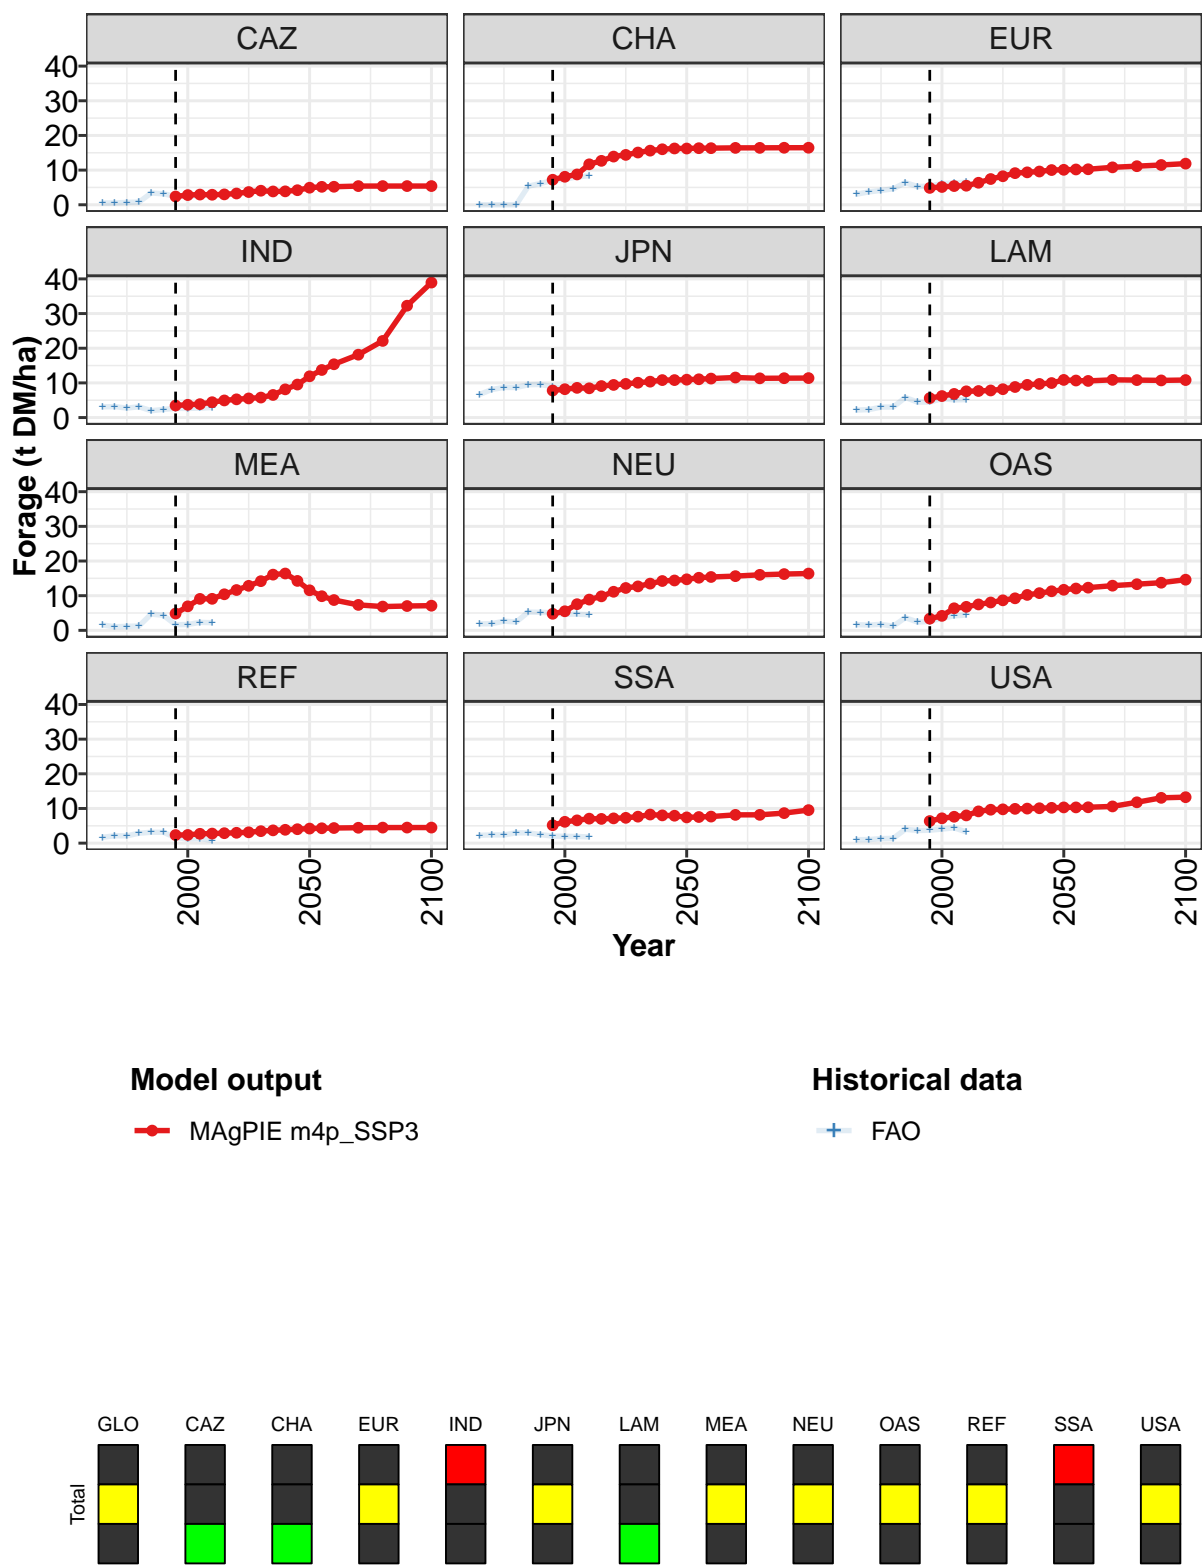 CAZ CHA EUR
40
30
20
10
0
IND JPN LAM
40
30
20
10
0
MEA NEU OAS
40
30
20
10
0
REF SSA USA
40
30
20
10
0
Forage (t DM/ha)
2000 2050 2100 2000 2050 2100 2000 2050 2100
Year
Model output Historical data
MAgPIE m4p_SSP3 FAO
GLO CAZ CHA EUR IND JPN LAM MEA NEU OAS REF SSA USA
Total